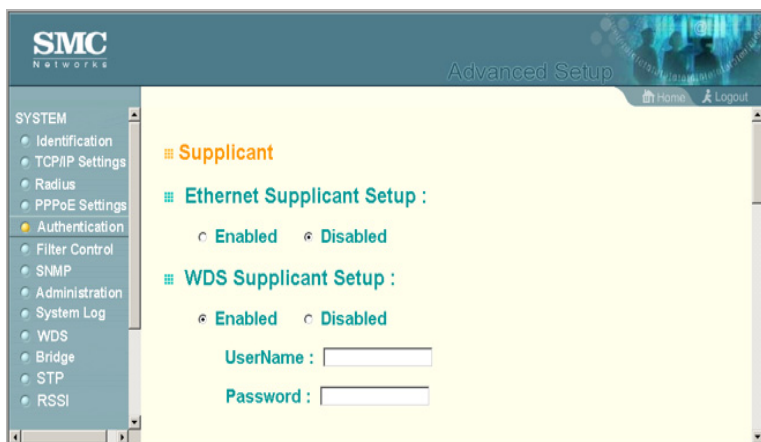 SMC
Networks
Advanced Setup
Home Logout
SYSTEM
Identification
TCP/IP Settings
Radius
PPPoE Settings
Authentication
Filter Control
SNMP
Administration
System Log
WDS
Bridge
STP
RSSI
Supplicant
Ethernet Supplicant Setup :
Enabled Disabled
WDS Supplicant Setup :
Enabled Disabled
UserName :
Password :